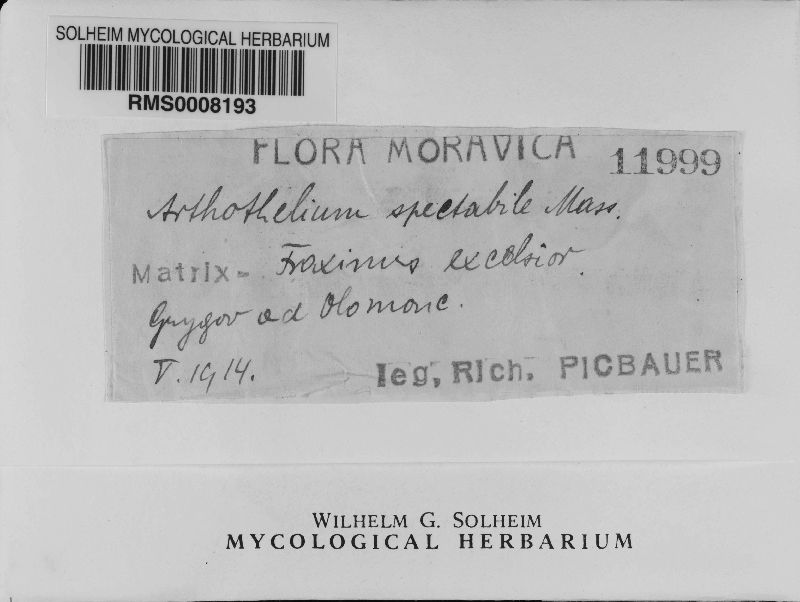 SOLHEIM MYCOLOGICAL HERBARIUM
RMS0008193
FLORA MORAVICA 11999
Arthothelium spectabile Mass.
Matrix- Fraxinus excelsior.
Grygov ad Olomouc.
V. 1914. leg, Rich. PICBAUER
WILHELM G. SOLHEIM
MYCOLOGICAL HERBARIUM